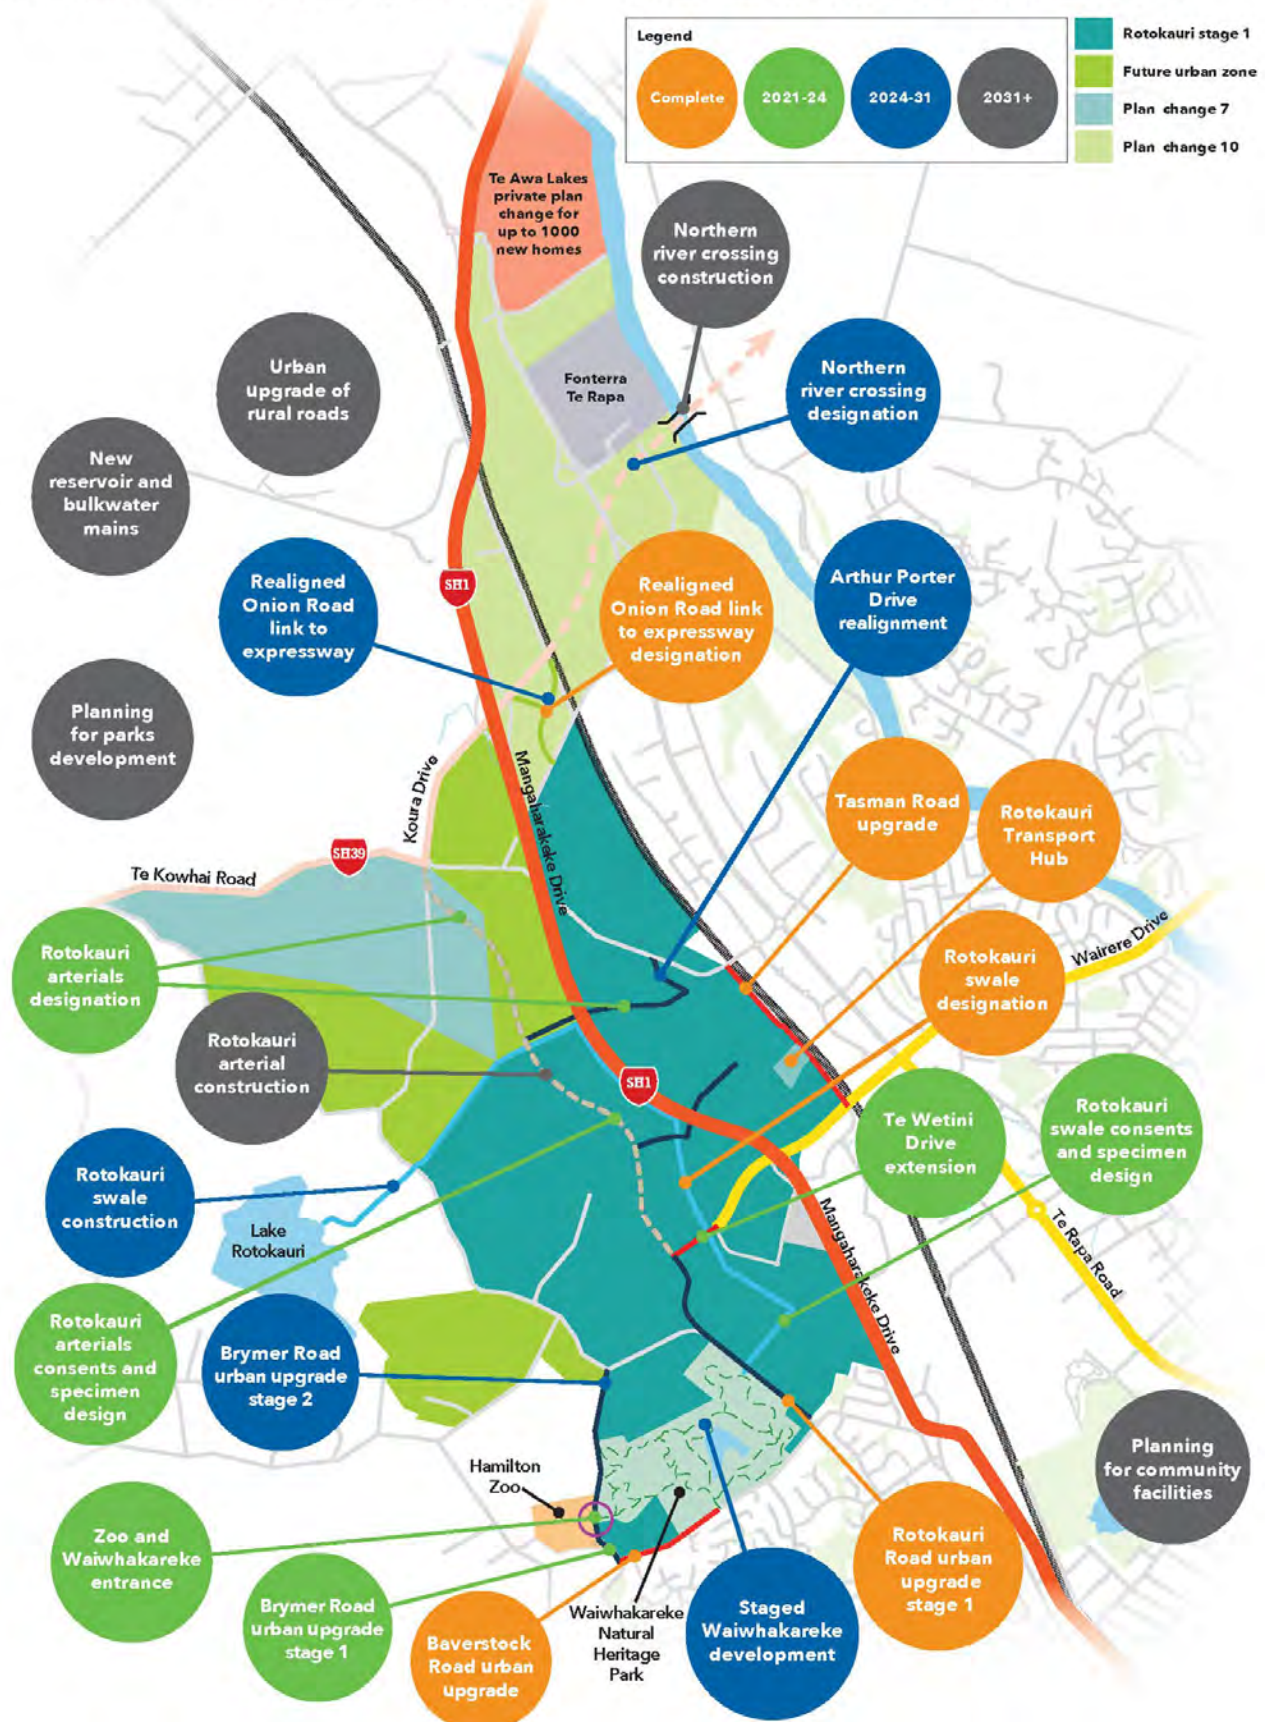 Legend
Complete
2021-24
2024-31
2031+
Rotokauri stage 1
Future urban zone
Plan change 7
Plan change 10
Te Awa Lakes
private plan
change for
up to 1000
new homes
Northern
river crossing
construction
Urban
upgrade of
rural roads
Fonterra
Te Rapa
Northern
river crossing
designation
New
reservoir and
bulkwater
mains
Realigned
Onion Road
link to
expressway
SH1
Realigned
Onion Road link
to expressway
designation
Arthur Porter
Drive
realignment
Planning
for parks
development
Koura Drive
Mangaharakeke Drive
Tasman Road
upgrade
Rotokauri
Transport
Hub
SH39
Te Kowhai Road
Rotokauri
arterials
designation
Rotokauri
swale
designation
Wairere Drive
Rotokauri
arterial
construction
SH1
Te Wetini
Drive
extension
Rotokauri
swale consents
and specimen
design
Rotokauri
swale
construction
Lake
Rotokauri
Mangaharakeke Drive
Te Rapa Road
Rotokauri
arterials
consents and
specimen
design
Brymer Road
urban upgrade
stage 2
Planning
for community
facilities
Hamilton
Zoo
Zoo and
Waiwhakareke
entrance
Brymer Road
urban upgrade
stage 1
Baverstock
Road urban
upgrade
Waiwhakareke
Natural
Heritage
Park
Staged
Waiwhakareke
development
Rotokauri
Road urban
upgrade
stage 1